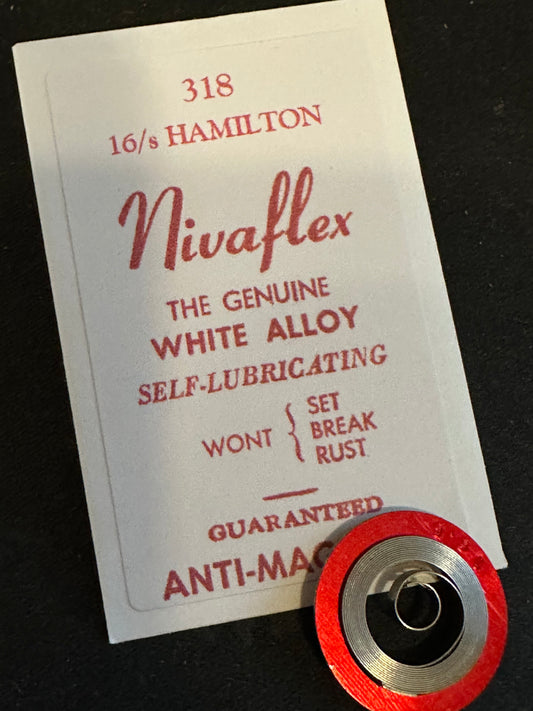 318
16/s HAMILTON
Nivaflex
THE GENUINE
WHITE ALLOY
SELF-LUBRICATING
WONT { SET
BREAK
RUST
GUARANTEED